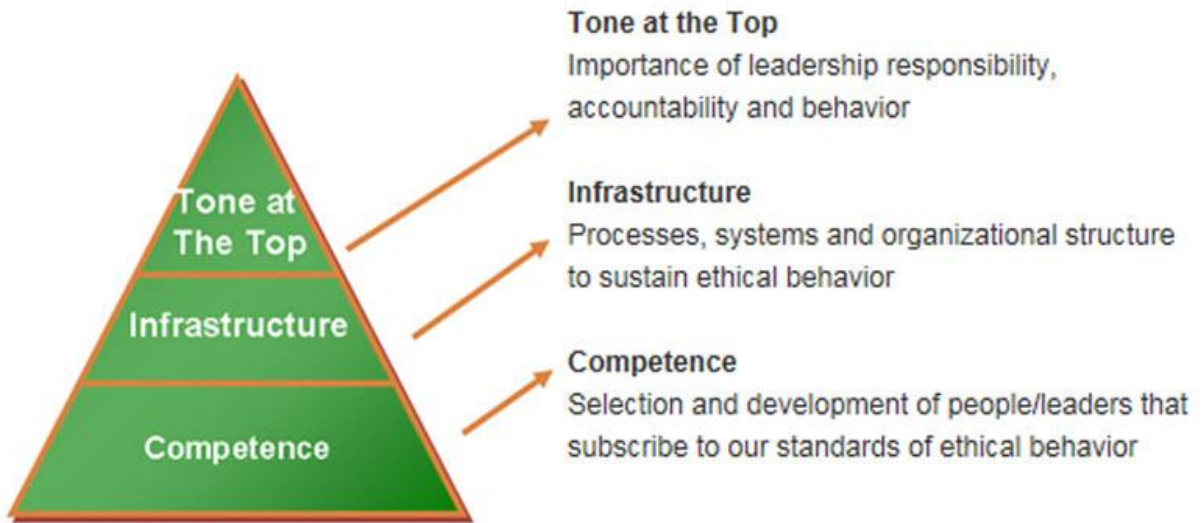 Tone at the Top
Importance of leadership responsibility,
accountability and behavior
Tone at
The Top
Infrastructure
Processes, systems and organizational structure
to sustain ethical behavior
Infrastructure
Competence
Selection and development of people/leaders that
subscribe to our standards of ethical behavior
Competence